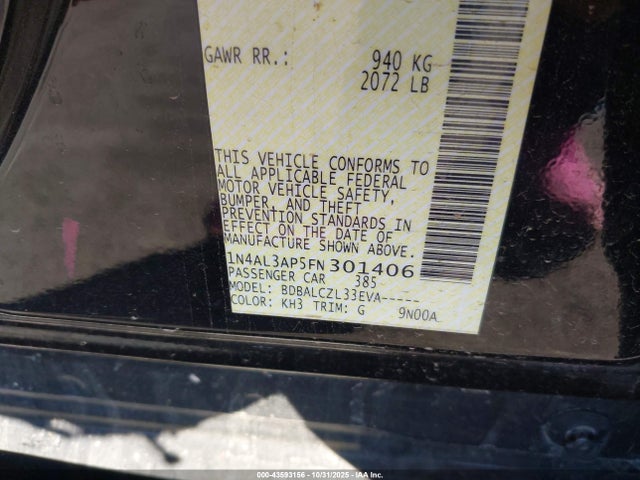 GAWR RR.: 940 KG
2072 LB
THIS VEHICLE CONFORMS TO
ALL APPLICABLE FEDERAL
MOTOR VEHICLE SAFETY,
BUMPER, AND THEFT
PREVENTION STANDARDS IN
EFFECT ON THE DATE OF
MANUFACTURE SHOWN ABOVE.
1N4AL3AP5FN301406
PASSENGER CAR 385
MODEL: BDBALCZL33EVA-----
COLOR: KH3 TRIM: G 9N00A
000-43593156 - 10/31/2025 - IAA Inc.